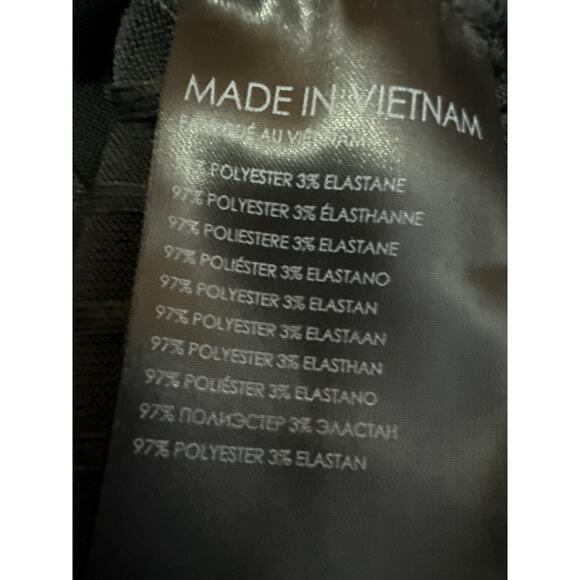 MADE IN VIETNAM
AU VIETNAM
POLYESTER 3% ELASTANE
97% POLYESTER 3% ÉLASTHANNE
97% POLIESTERE 3% ELASTANE
97% POLIÉSTER 3% ELASTANO
97% POLYESTER 3% ELASTAN
97% POLYESTER 3% ELASTAAN
97% POLYESTER 3% ELASTHAN
97% POLIÉSTER 3% ELASTANO
97% ПОЛИЭСТЕР 3% ЭЛАСТАН
97% POLYESTER 3% ELASTAN